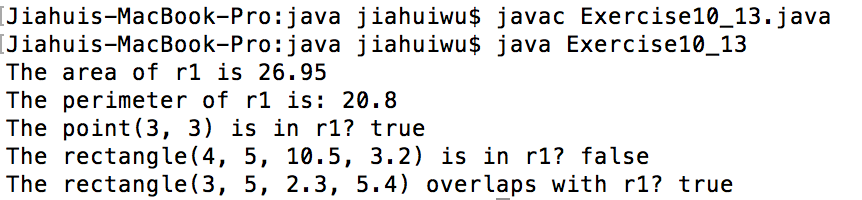 Jiahuis-MacBook-Pro:java jiahuiwu$ javac Exercise10_13.java
Jiahuis-MacBook-Pro:java jiahuiwu$ java Exercise10_13
The area of r1 is 26.95
The perimeter of r1 is: 20.8
The point(3, 3) is in r1? true
The rectangle(4, 5, 10.5, 3.2) is in r1? false
The rectangle(3, 5, 2.3, 5.4) overlaps with r1? true